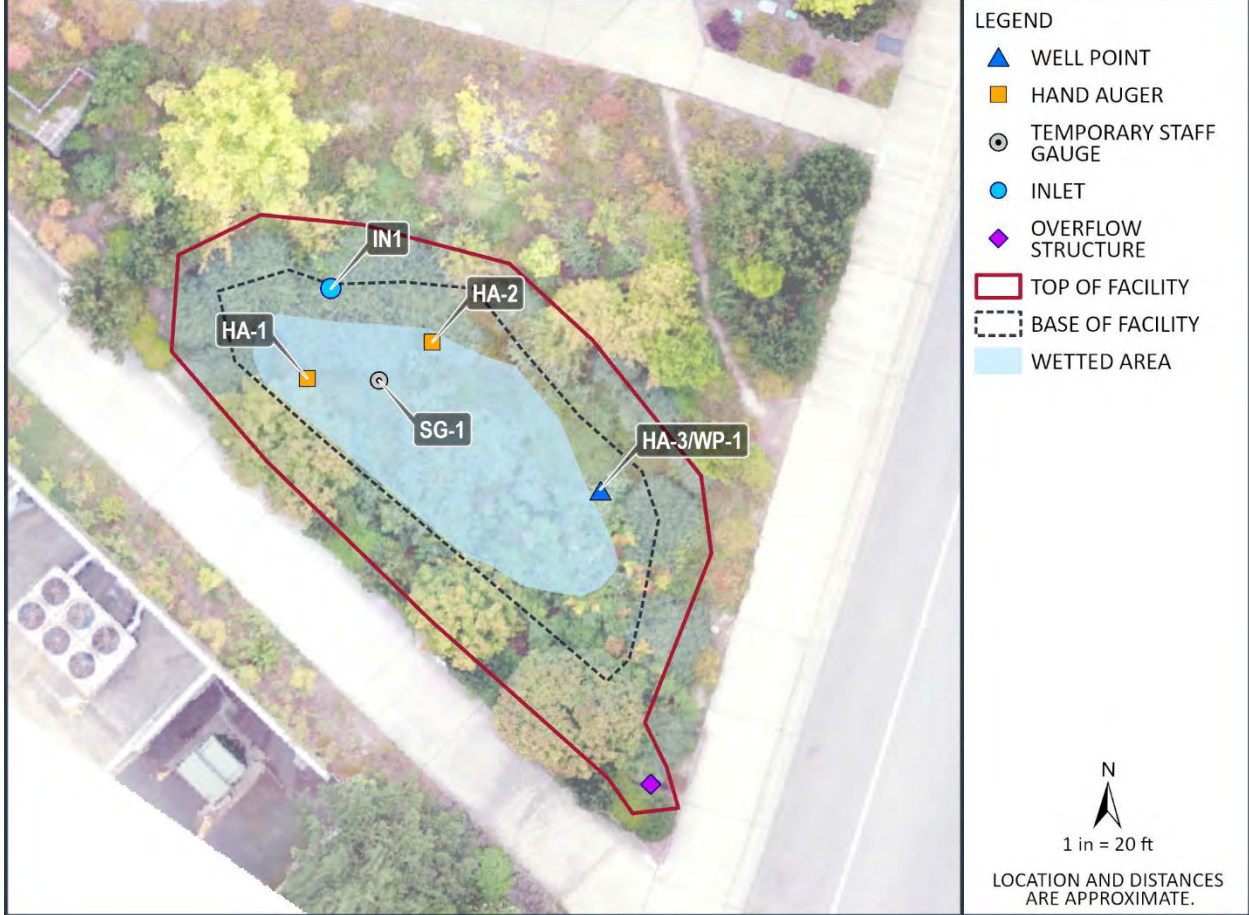 IN1
HA-2
HA-1
SG-1
HA-3/WP-1
LEGEND
WELL POINT
HAND AUGER
TEMPORARY STAFF
GAUGE
INLET
OVERFLOW
STRUCTURE
TOP OF FACILITY
BASE OF FACILITY
WETTED AREA
N
1 in = 20 ft
LOCATION AND DISTANCES
ARE APPROXIMATE.